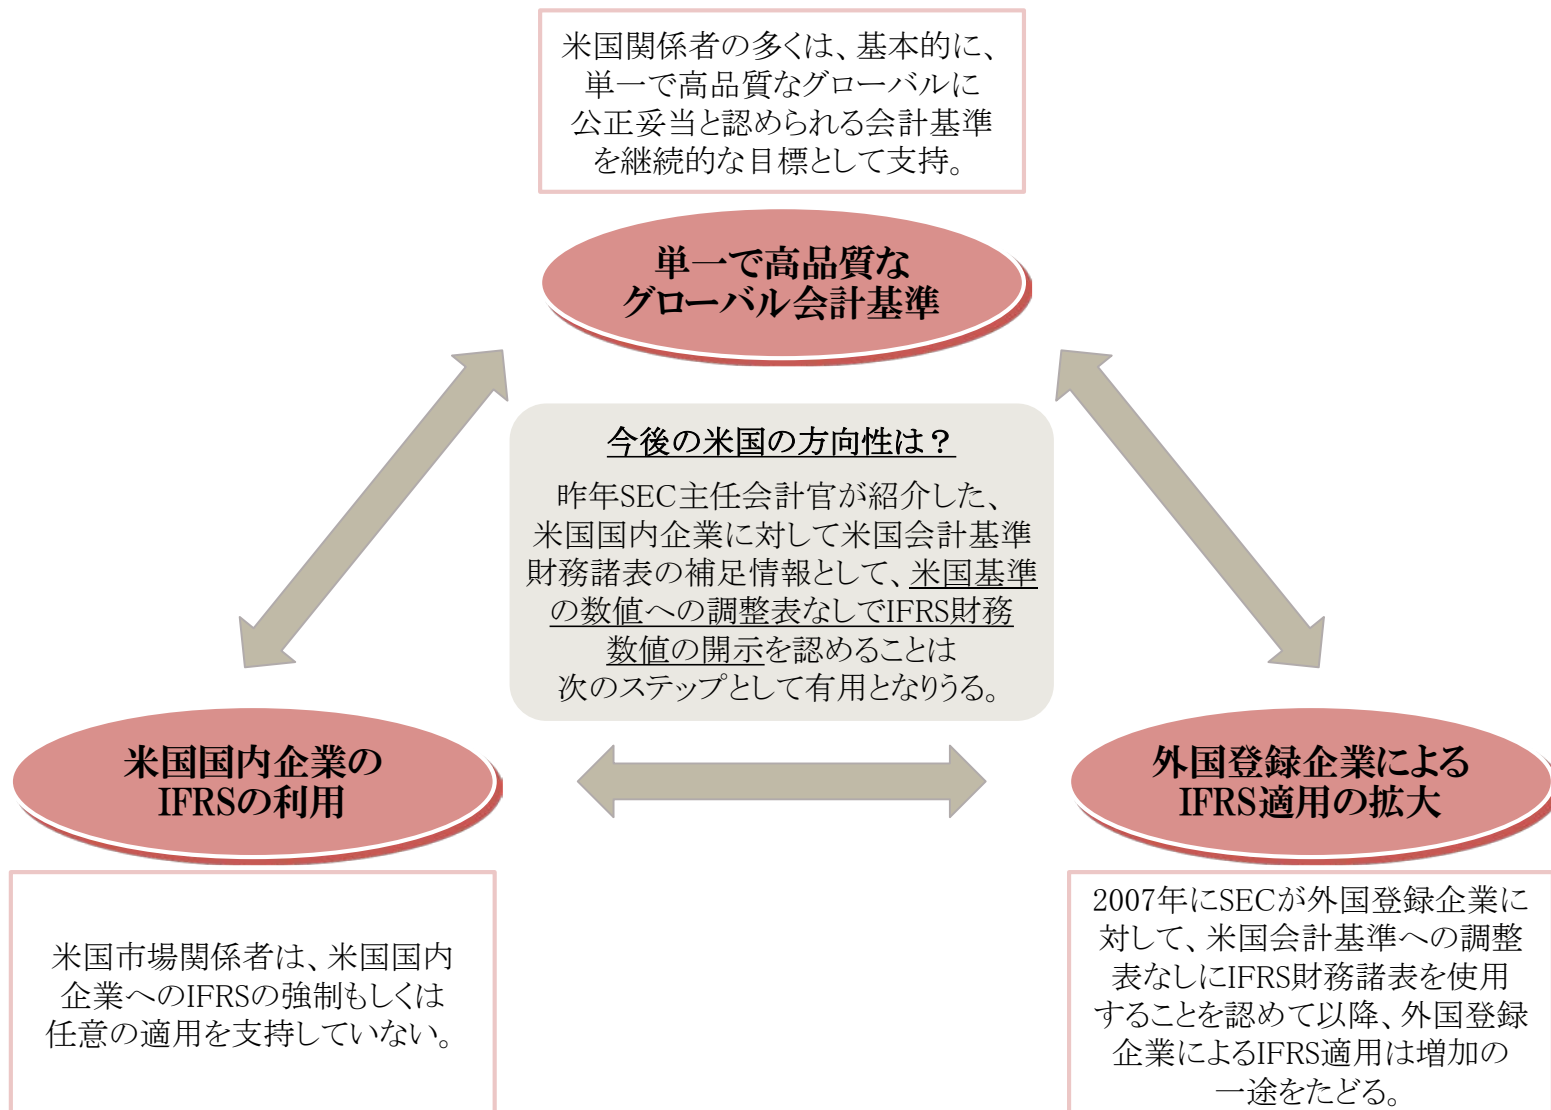 米国関係者の多くは、基本的に、
単一で高品質なグローバルに
公正妥当と認められる会計基準
を継続的な目標として支持。
単一で高品質な
グローバル会計基準
今後の米国の方向性は？
昨年SEC主任会計官が紹介した、
米国国内企業に対して米国会計基準
財務諸表の補足情報として、米国基準
の数値への調整表なしでIFRS財務
数値の開示を認めることは
次のステップとして有用となりうる。
米国国内企業の
IFRSの利用
米国市場関係者は、米国国内
企業へのIFRSの強制もしくは
任意の適用を支持していない。
外国登録企業による
IFRS適用の拡大
2007年にSECが外国登録企業に
対して、米国会計基準への調整
表なしにIFRS財務諸表を使用
することを認めて以降、外国登録
企業によるIFRS適用は増加の
一途をたどる。